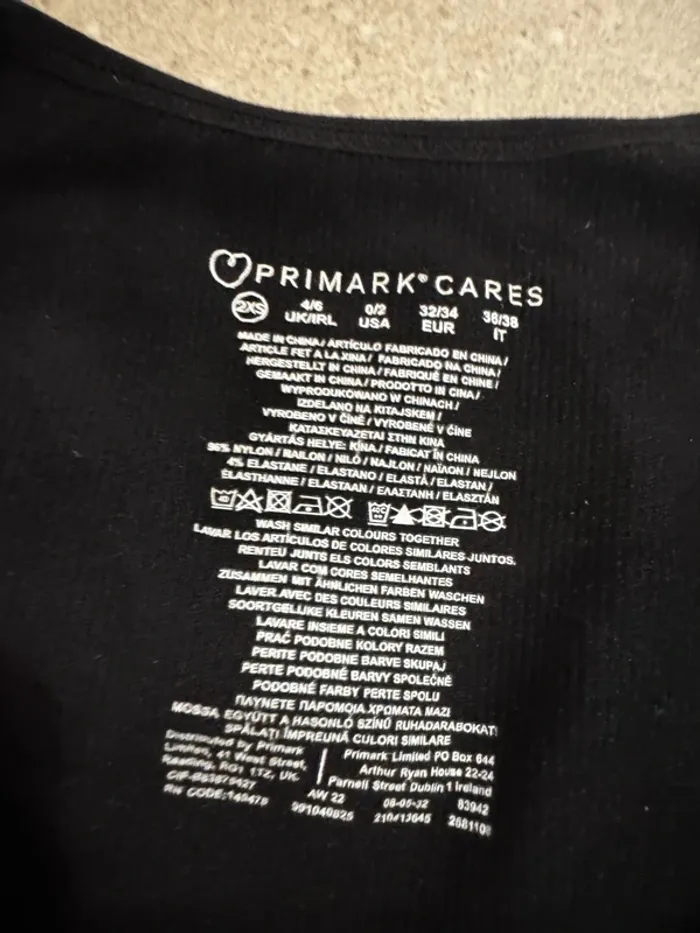 PRIMARK® CARES
2XS 4/6 UK/IRL 0/2 USA 32/34 EUR 36/38 IT
MADE IN CHINA / ARTÍCULO FABRICADO EN CHINA /
ARTICLE FET A LA XINA / FABRICADO NA CHINA /
HERGESTELLT IN CHINA / FABRIQUÉ EN CHINE /
GEMAAKT IN CHINA / PRODOTTO IN CINA /
WYPRODUKOWANO W CHINACH /
IZDELANO NA KITAJSKEM /
VYROBENO V ČÍNĚ / VYROBENÉ V ČÍNE
ΚΑΤΑΣΚΕΥΑΖΕΤΑΙ ΣΤΗΝ ΚΙΝΑ
GYÁRTÁS HELYE: KÍNA / FABICAT ÎN CHINA
96% NYLON / NAILON / NILÓ / NAJLON / ΝΑΪΛΟΝ / NEJLON
4% ELASTANE / ELASTANO / ELASTÀ / ELASTAN /
ELASTHANNE / ELASTAAN / ΕΛΑΣΤΑΝΗ / ELASZTÁN
40°C
WASH SIMILAR COLOURS TOGETHER
LAVAR LOS ARTÍCULOS DE COLORES SIMILARES JUNTOS.
RENTEU JUNTS ELS COLORS SEMBLANTS
LAVAR COM CORES SEMELHANTES
ZUSAMMEN MIT ÄHNLICHEN FARBEN WASCHEN
LAVER AVEC DES COULEURS SIMILAIRES
SOORTGELIJKE KLEUREN SAMEN WASSEN
LAVARE INSIEME A COLORI SIMILI
PRAĆ PODOBNE KOLORY RAZEM
PERITE PODOBNE BARVE SKUPAJ
PERTE PODOBNÉ BARVY SPOLEČNĚ
PODOBNÉ FARBY PERTE SPOLU
ΠΛΥΝΕΤΕ ΠΑΡΟΜΟΙΑ ΧΡΩΜΑΤΑ ΜΑΖΙ
MOSSA EGYÜTT A HASONLÓ SZÍNŰ RUHADARABOKAT
SPĂLAȚI ÎMPREUNĂ CULORI SIMILARE
Distributed by Primark
Limited, 41 West Street,
Reading, RG1 1TZ, UK.
RN CODE:149479
Primark Limited PO Box 644
Arthur Ryan House 22-24
Parnell Street Dublin 1 Ireland
AW 22 08-05-32 83942
991040825 210413645